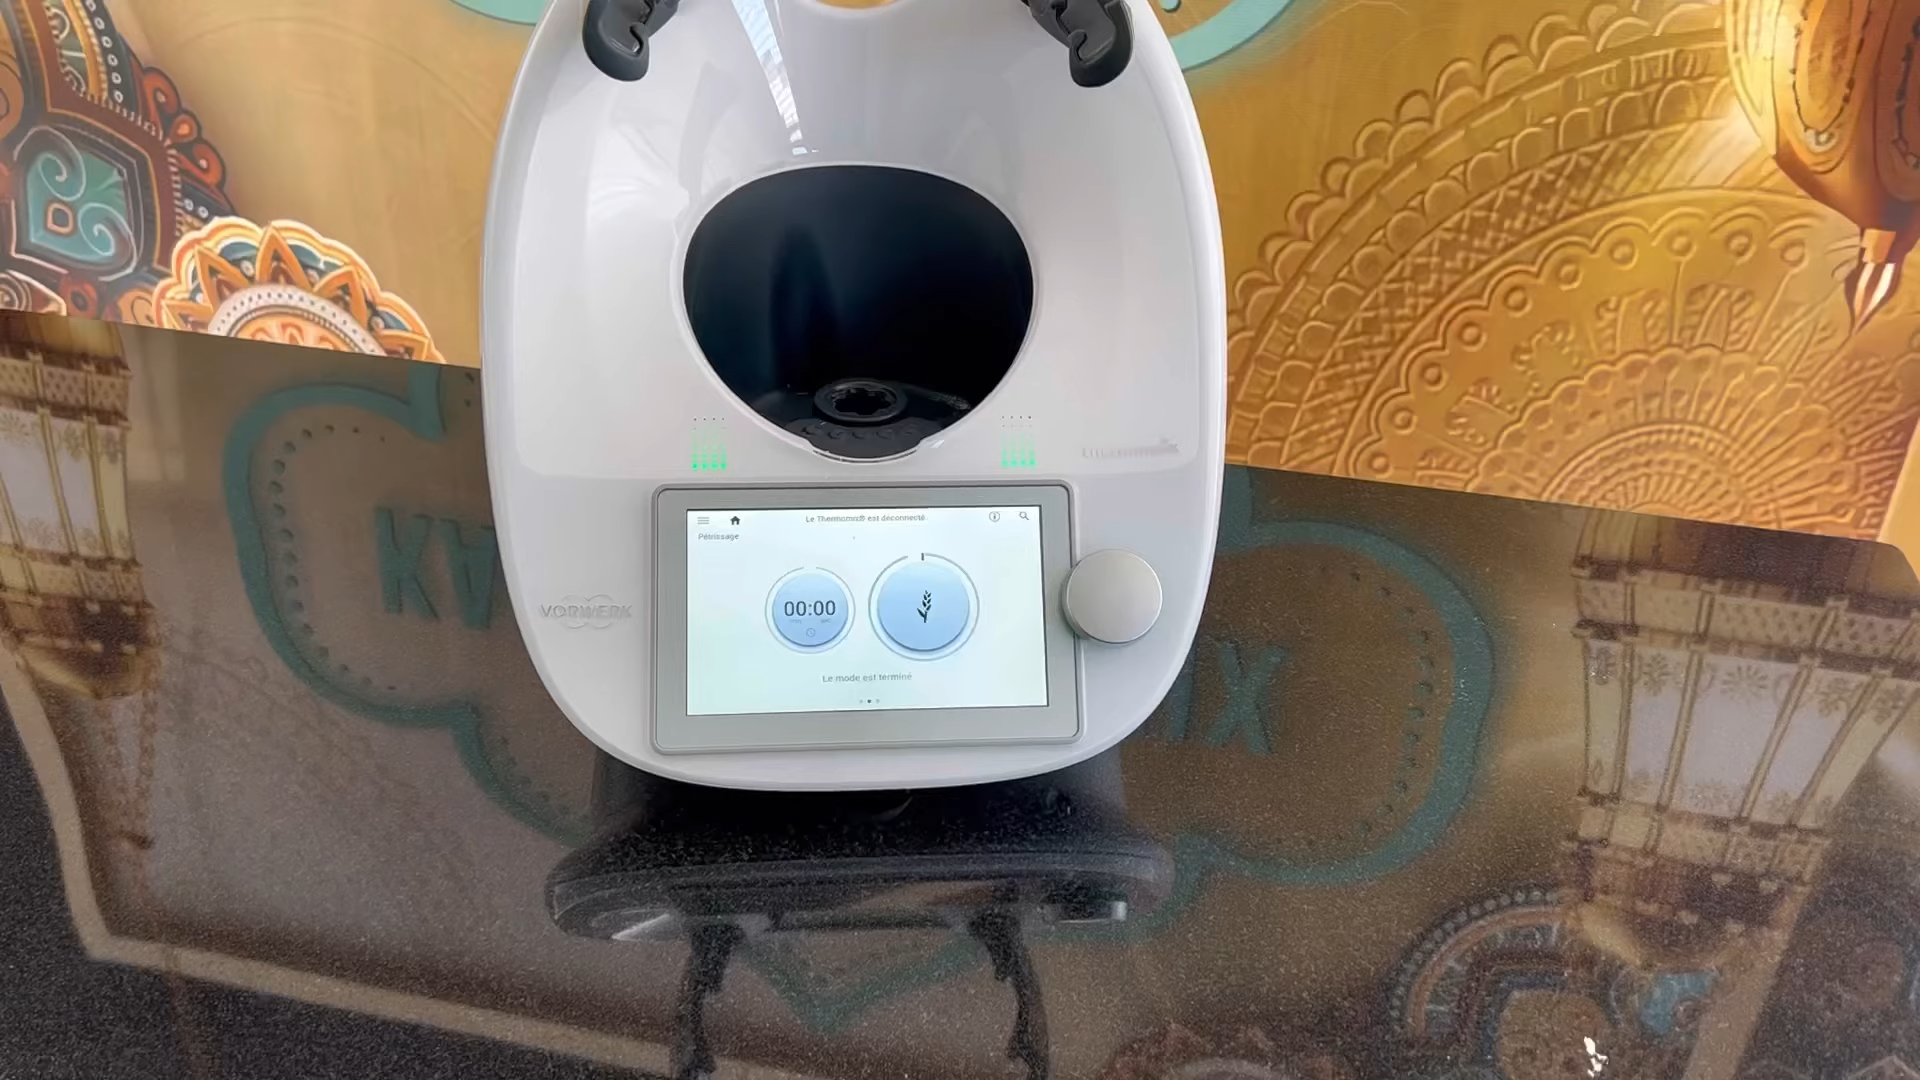 Le Thermomix® est déconnecté.
Pétrissage
00:00
Le mode est terminé
VORWERK